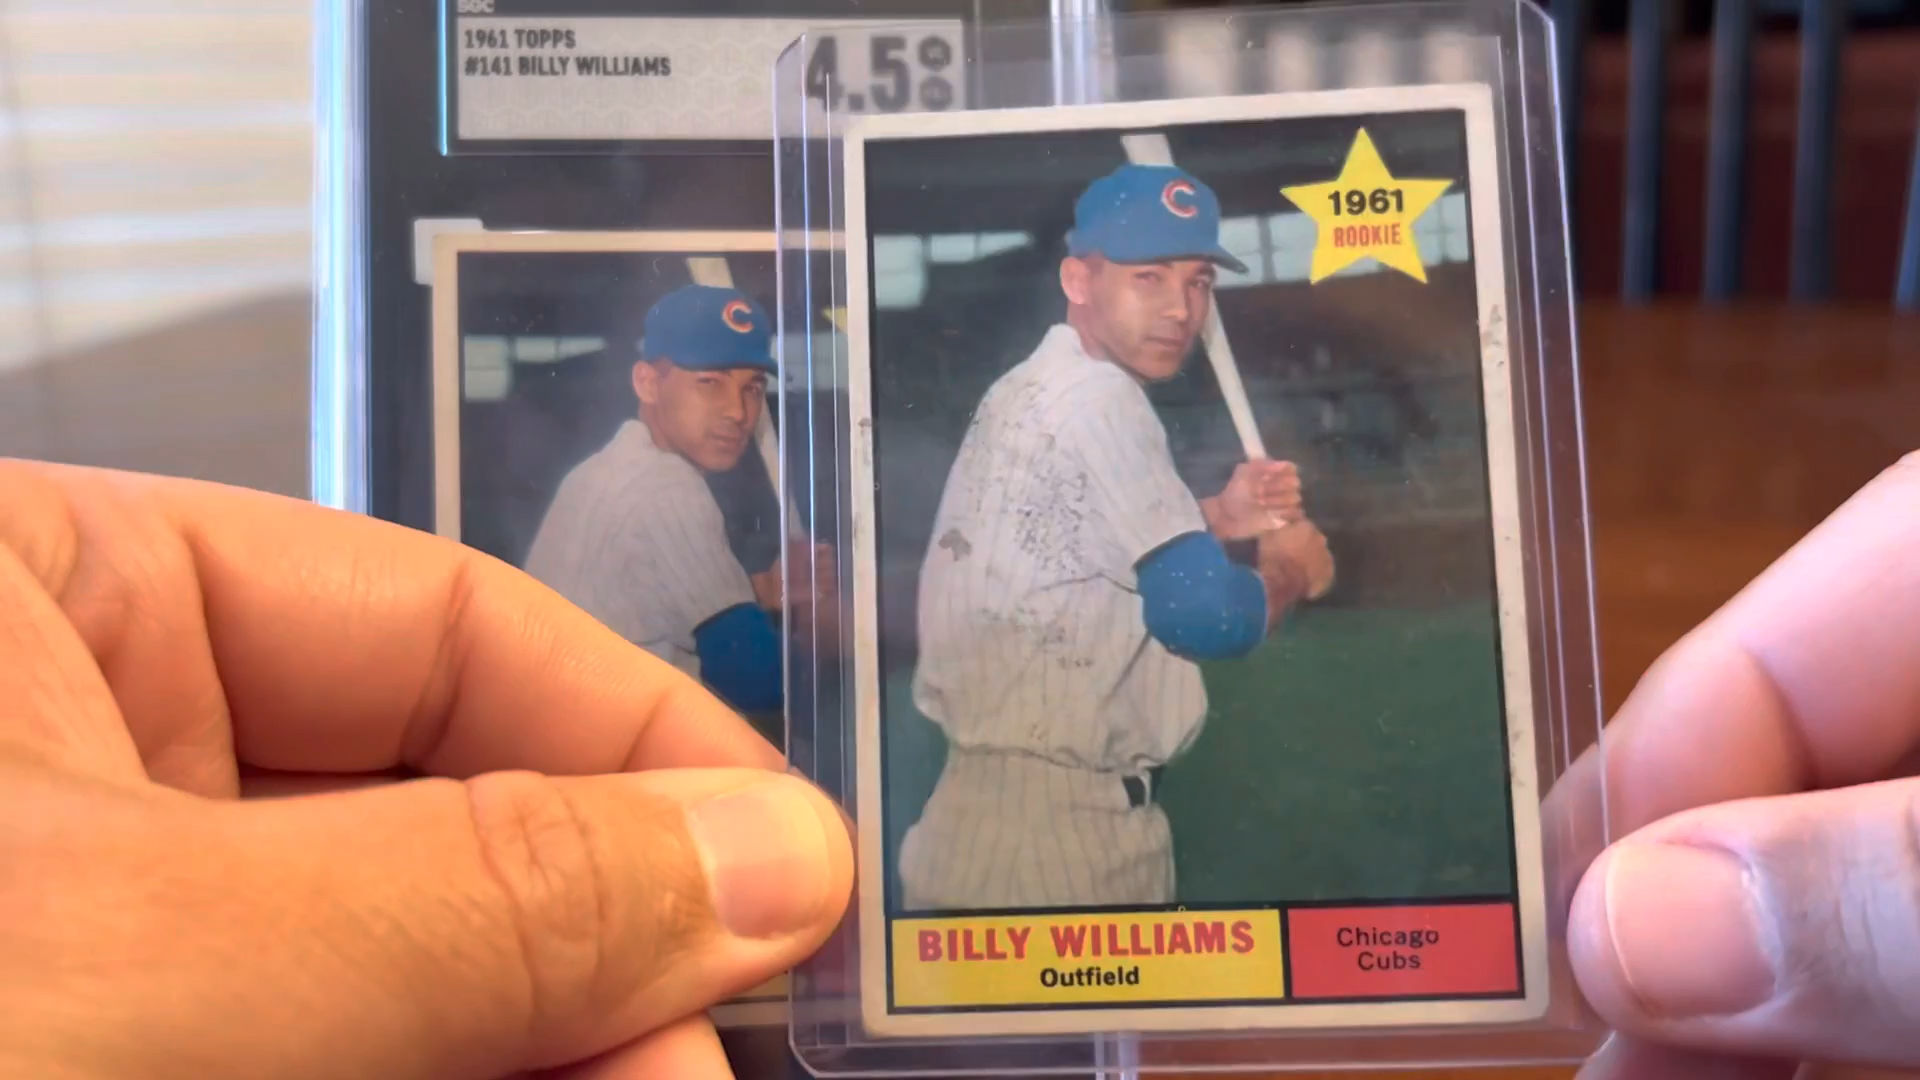 SGC
1961 TOPPS
#141 BILLY WILLIAMS
4.5
C
C
1961
ROOKIE
BILLY WILLIAMS
Outfield
Chicago
Cubs